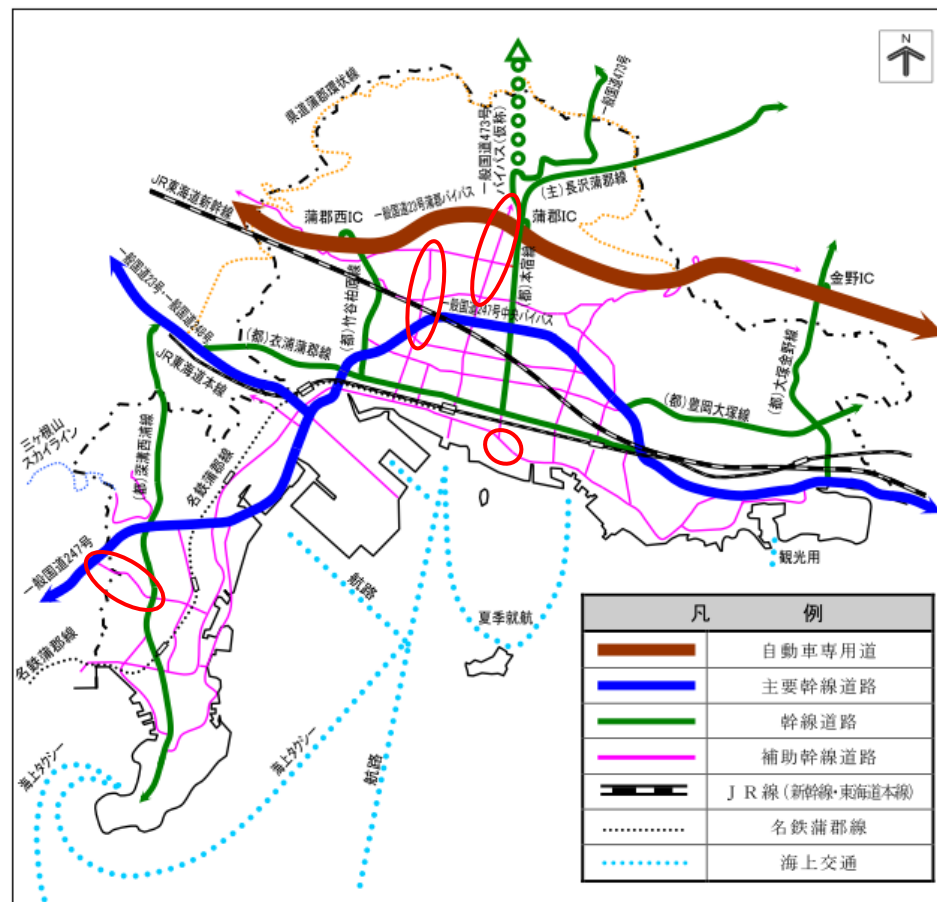 N
県道蒲郡環状線
一般国道473号
バイパス(仮称)
一般国道473号
(主)長沢蒲郡線
JR東海道新幹線
一般国道23号蒲郡バイパス
蒲郡西IC
蒲郡IC
(都)本宿線
金野IC
一般国道23号・一般国道248号
(都)竹谷柏原線
一般国道247号中央バイパス
(都)衣浦蒲郡線
JR東海道本線
(都)大塚金野線
(都)豊岡大塚線
三ヶ根山
スカイライン
(都)深溝西浦線
名鉄蒲郡線
一般国道247号
観光用
航路
夏季就航
名鉄蒲郡線
海上タクシー
海上タクシー
航路
凡 例
自動車専用道
主要幹線道路
幹線道路
補助幹線道路
JR線(新幹線・東海道本線)
名鉄蒲郡線
海上交通